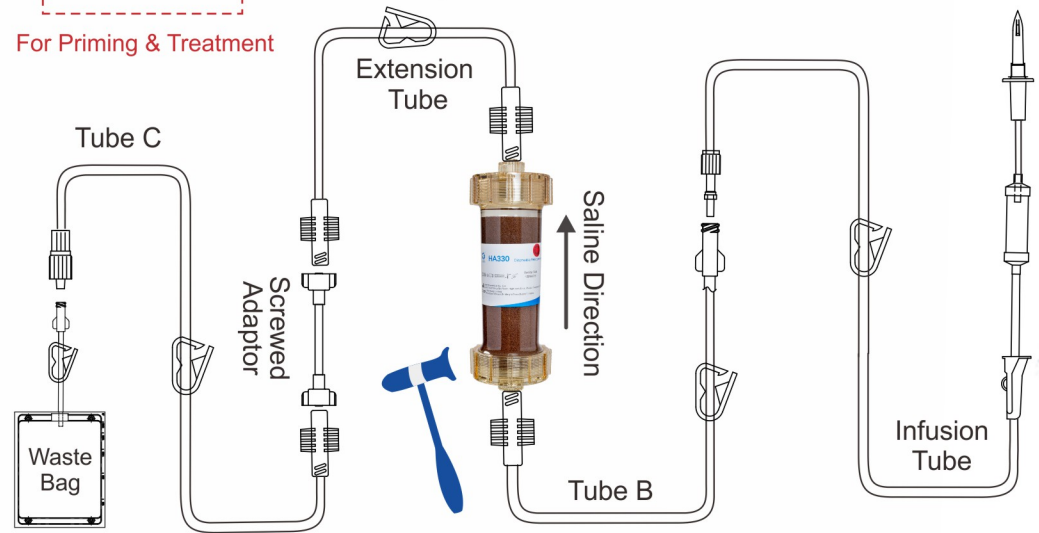 For Priming & Treatment
Extension
Tube
Tube C
Saline Direction
HA330
Screwed
Adaptor
Waste
Bag
Tube B
Infusion
Tube